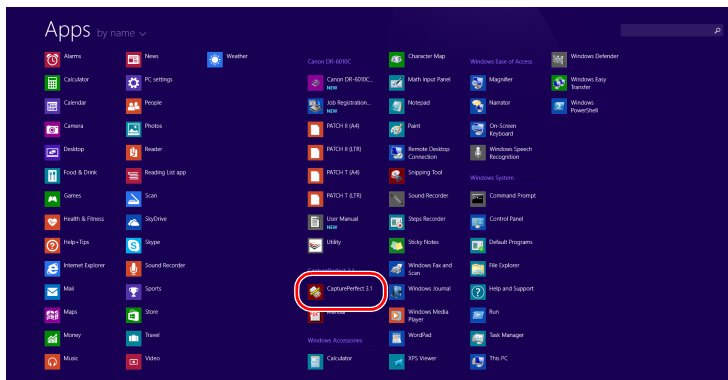 Apps by name
Alarms
Calculator
Calendar
Camera
Desktop
Food & Drink
Games
Health & Fitness
Help+Tips
Internet Explorer
Mail
Maps
Money
Music
News
PC settings
People
Photos
Reader
Reading List app
Scan
SkyDrive
Skype
Sound Recorder
Sports
Store
Travel
Video
Weather
Canon DR-6010C
Canon DR-6010C...
NEW
Job Registration...
NEW
PATCH II (A4)
PATCH II (LTR)
PATCH T (A4)
PATCH T (LTR)
User Manual
NEW
Utility
CapturePerfect 3.1
CapturePerfect 3.1
Manual
Windows Accessories
Calculator
Character Map
Math Input Panel
Notepad
Paint
Remote Desktop
Connection
Snipping Tool
Sound Recorder
Steps Recorder
Sticky Notes
Windows Fax and
Scan
Windows Journal
Windows Media
Player
WordPad
XPS Viewer
Windows Ease of Access
Magnifier
Narrator
On-Screen
Keyboard
Windows Speech
Recognition
Windows System
Command Prompt
Control Panel
Default Programs
File Explorer
Help and Support
Run
Task Manager
This PC
Windows Defender
Windows Easy
Transfer
Windows
PowerShell